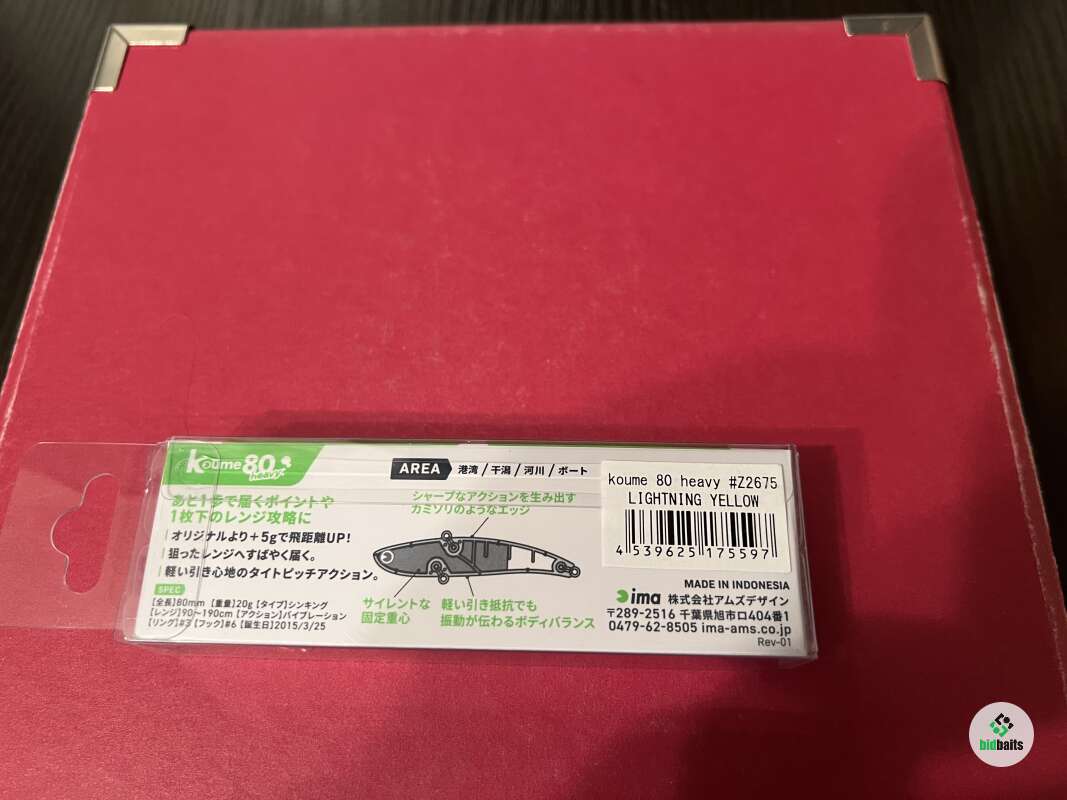 koume 80
heavy
AREA 港湾 / 干潟 / 河川 / ボート
あと1歩で届くポイントや
1枚下のレンジ攻略に
オリジナルより+5gで飛距離UP!
狙ったレンジへすばやく届く。
軽い引き心地のタイトピッチアクション。
SPEC
【全長】80mm 【重量】20g 【タイプ】シンキング
【レンジ】90〜190cm 【アクション】バイブレーション
【リング】#3 【フック】#6 【誕生日】2015/3/25
シャープなアクションを生み出す
カミソリのようなエッジ
サイレントな
固定重心
軽い引き抵抗でも
振動が伝わるボディバランス
koume 80 heavy #Z2675
LIGHTNING YELLOW
4 539625 175597
MADE IN INDONESIA
ima 株式会社アムズデザイン
〒289-2516 千葉県旭市ロ404番1
0479-62-8505 ima-ams.co.jp
Rev-01
bidbaits